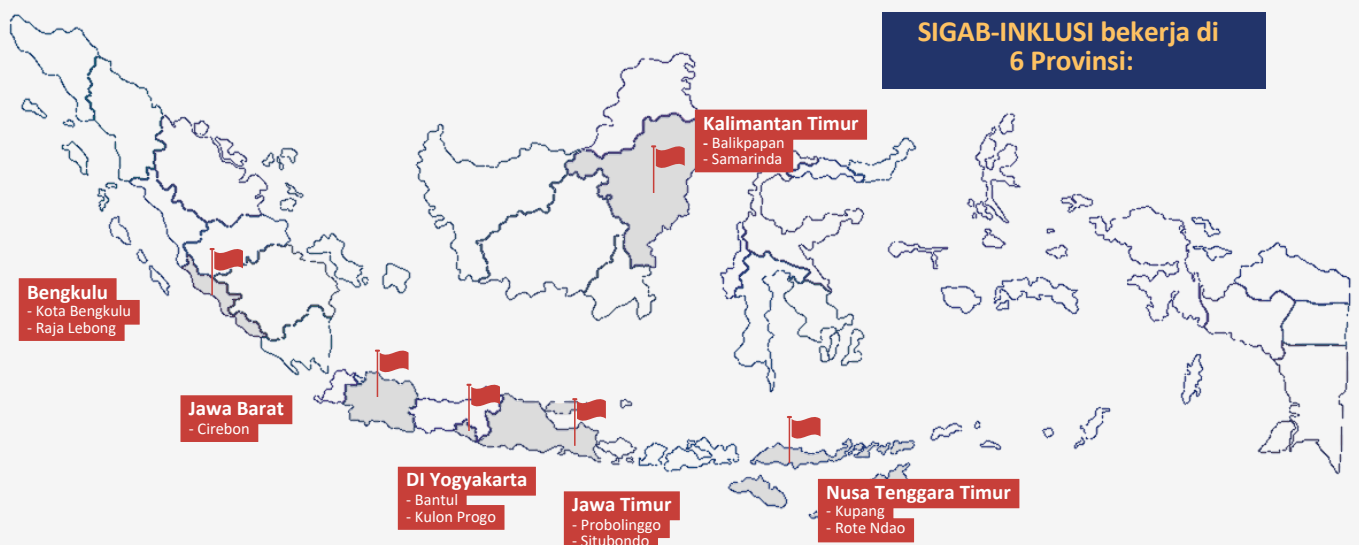 SIGAB-INKLUSI bekerja di
6 Provinsi:
Kalimantan Timur
- Balikpapan
- Samarinda
Bengkulu
- Kota Bengkulu
- Raja Lebong
Jawa Barat
- Cirebon
DI Yogyakarta
- Bantul
- Kulon Progo
Jawa Timur
- Probolinggo
- Situbondo
Nusa Tenggara Timur
- Kupang
- Rote Ndao